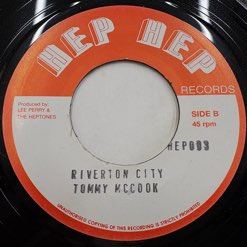 HEP HEP
RECORDS
Produced by:
LEE PERRY &
THE HEPTONES
SIDE B
45 rpm
HEP003
RIVERTON CITY
TOMMY MCCOOK
UNAUTHORISED COPYING OF THIS RECORDING IS STRICTLY